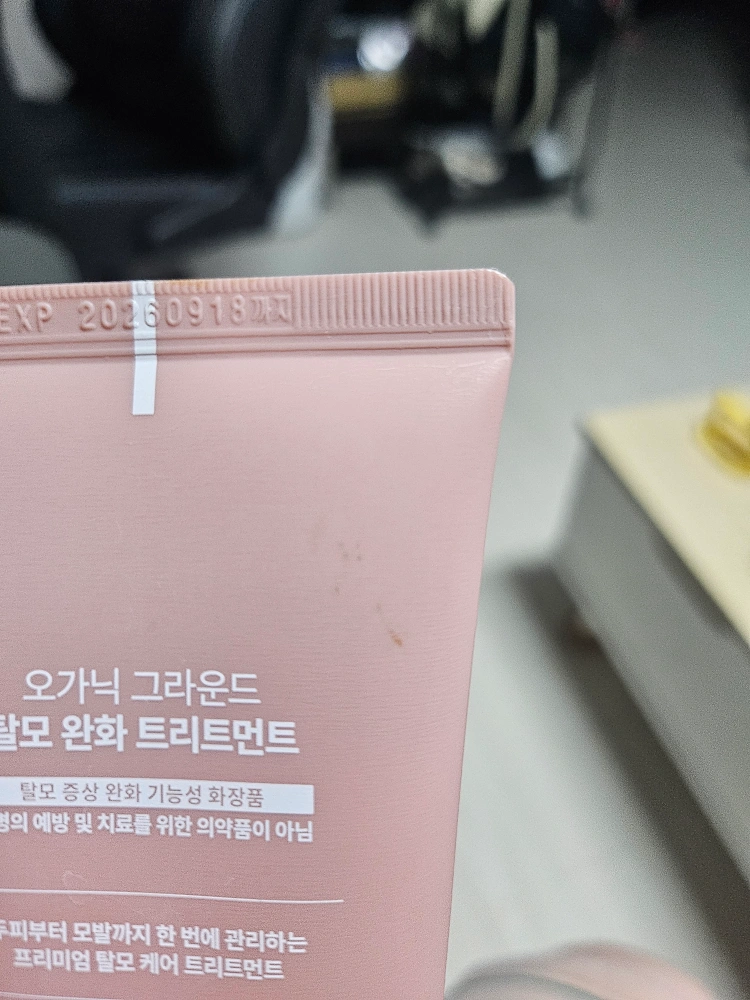 EXP 20260918까지
오가닉 그라운드
탈모 완화 트리트먼트
탈모 증상 완화 기능성 화장품
예방 및 치료를 위한 의약품이 아님
두피부터 모발까지 한 번에 관리하는
프리미엄 탈모 케어 트리트먼트